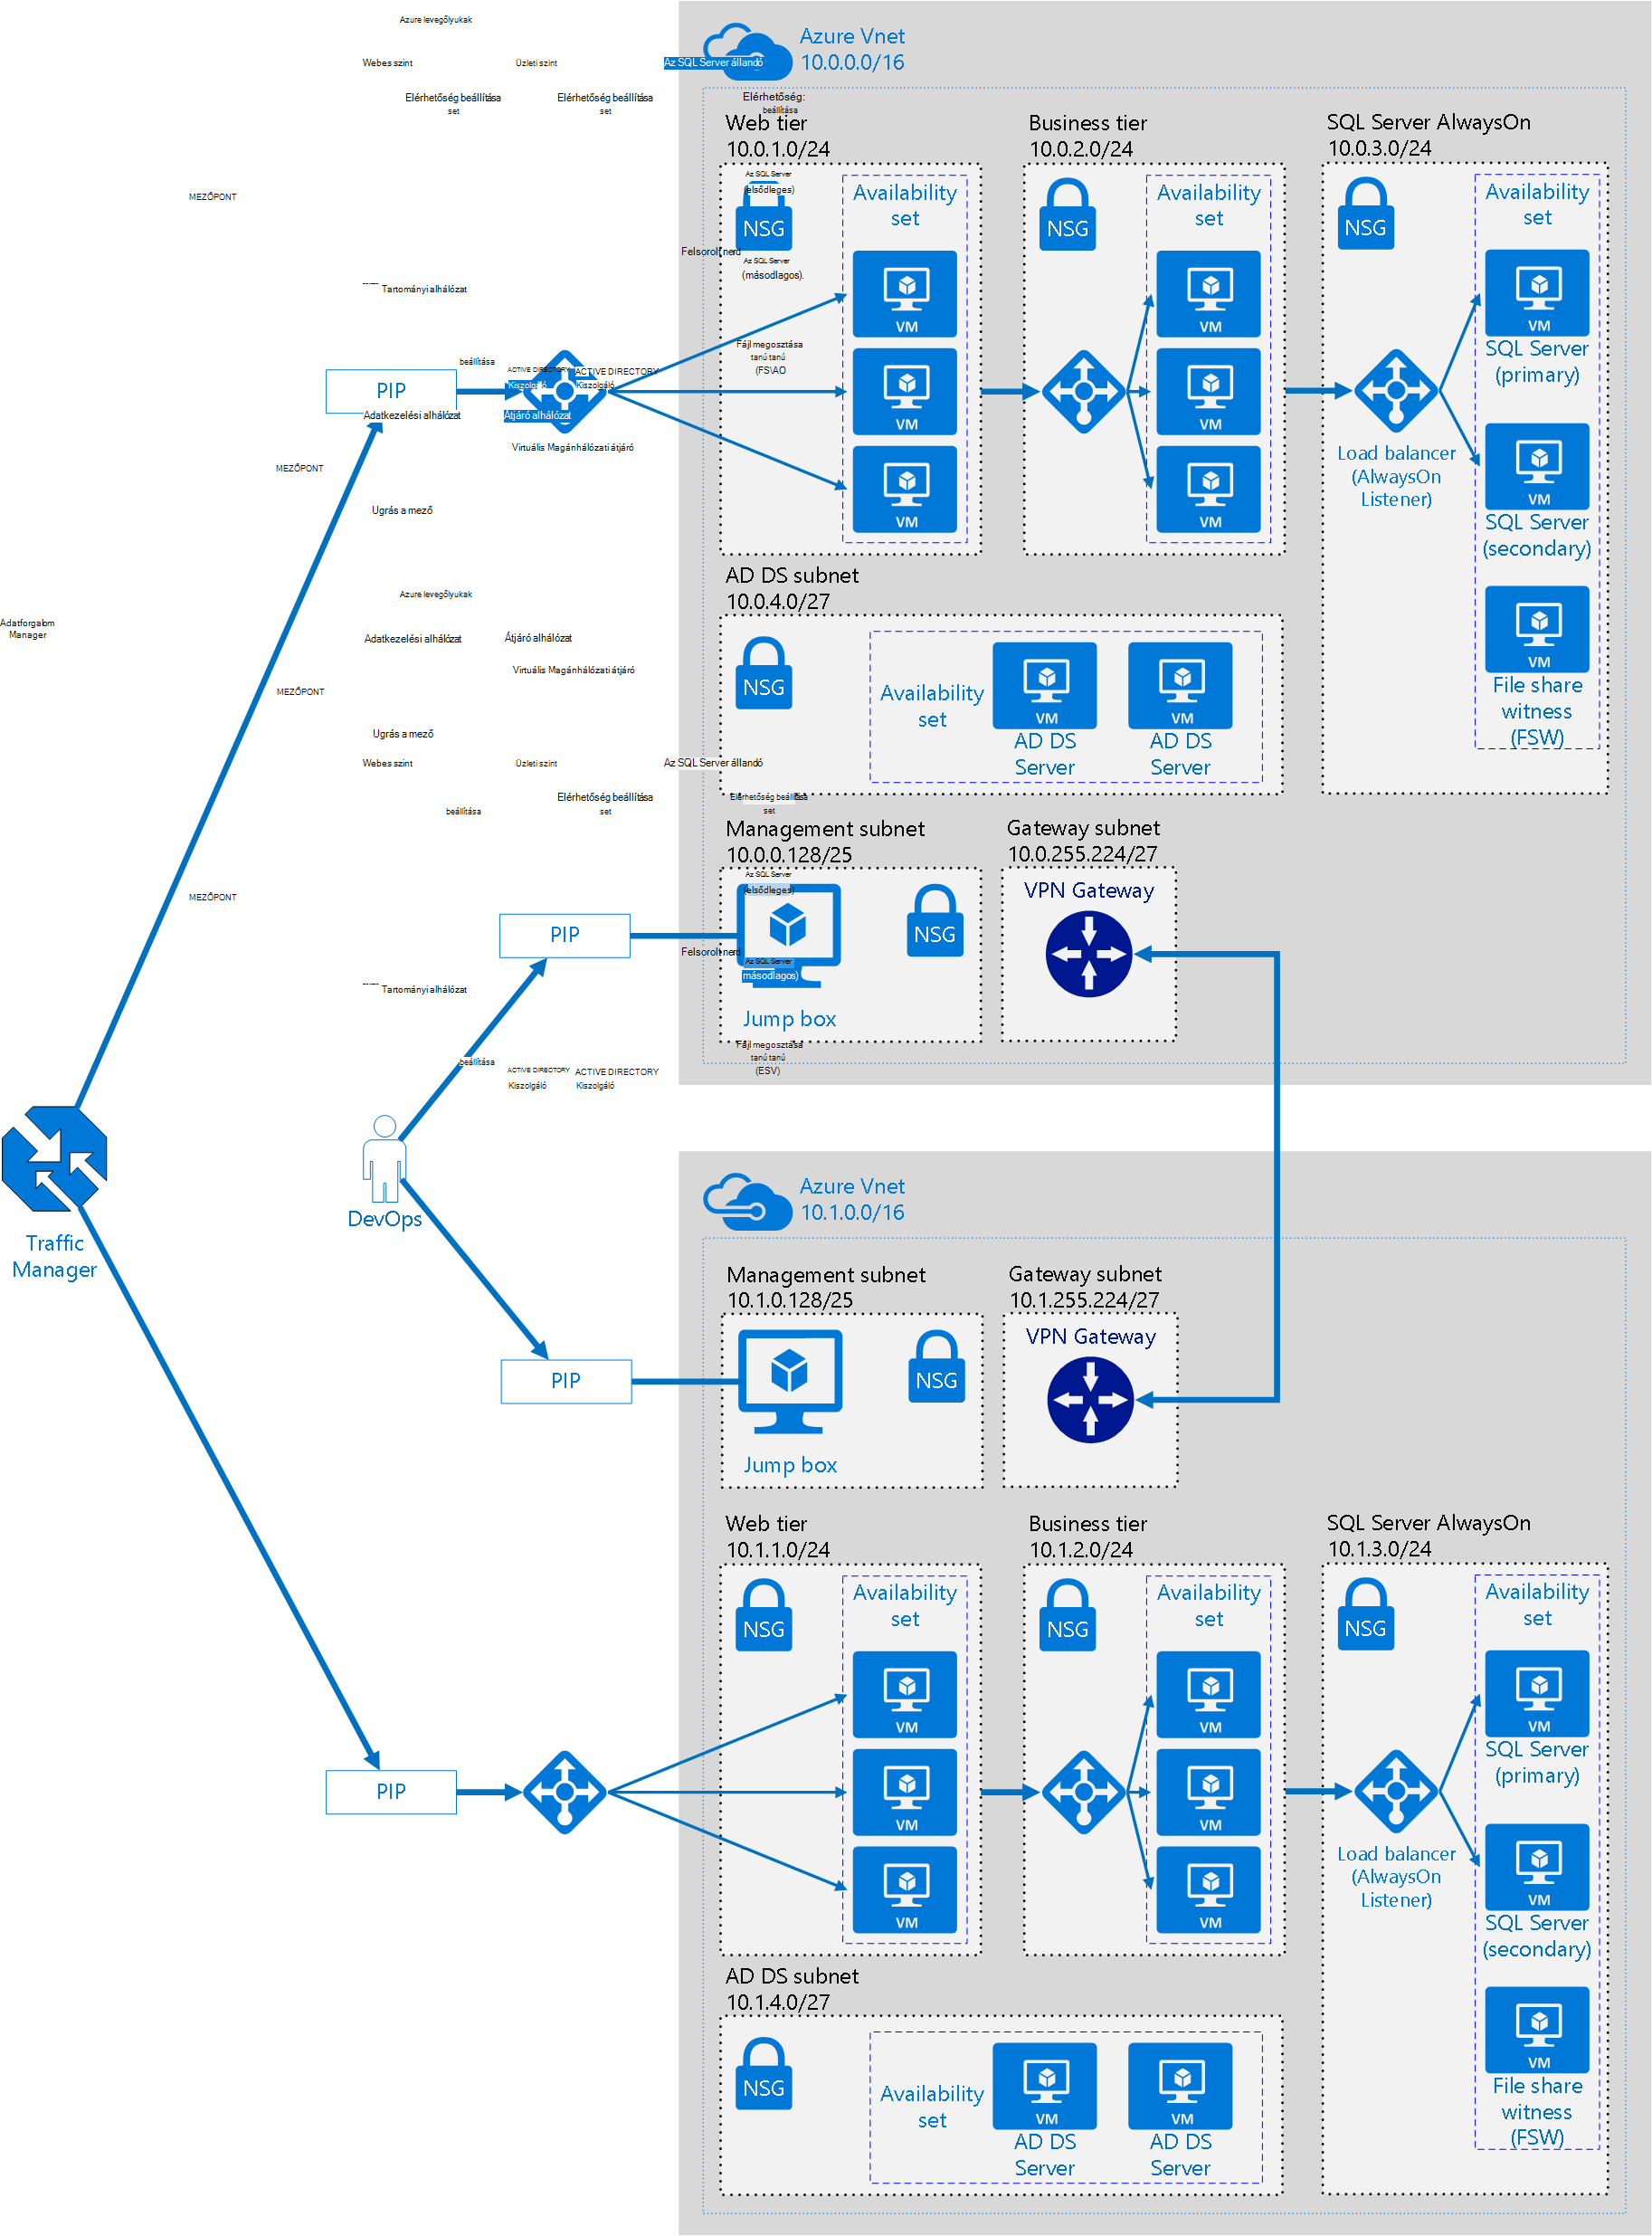 Azure levegőlyukak
Webes szint
Üzleti szint
Az SQL Server állandó
Elérhetőség beállítása
set
Elérhetőség beállítása
set
Elérhetőség:
beállítása
MEZŐPONT
Az SQL Server
(elsődleges)
Felsorolt nerd
Az SQL Server
(másodlagos).
Tartományi alhálózat
Fájl megosztása
tanú tanú
(FS\AO
beállítása
ACTIVE DIRECTORY
Kiszolgáló
ACTIVE DIRECTORY
Kiszolgáló
Adatkezelési alhálózat
Átjáró alhálózat
Virtuális Magánhálózati átjáró
MEZŐPONT
Ugrás a mező
Azure levegőlyukak
Adatforgalom
Manager
Adatkezelési alhálózat
Átjáró alhálózat
Virtuális Magánhálózati átjáró
MEZŐPONT
Ugrás a mező
Webes szint
Üzleti szint
Az SQL Server állandó
beállítása
Elérhetőség beállítása
set
Elérhetőség beállítása
set
MEZŐPONT
Az SQL Server
(elsődleges)
Felsorolt nerd
Az SQL Server
másodlagos)
Tartományi alhálózat
Fájl megosztása
tanú tanú
(ESV)
beállítása
ACTIVE DIRECTORY
Kiszolgáló
ACTIVE DIRECTORY
Kiszolgáló
Azure Vnet
10.0.0.0/16
Web tier
10.0.1.0/24
NSG
Availability
set
VM
VM
VM
Business tier
10.0.2.0/24
NSG
Availability
set
VM
VM
VM
SQL Server AlwaysOn
10.0.3.0/24
NSG
Availability
set
VM
SQL Server
(primary)
Load balancer
(AlwaysOn
Listener)
VM
SQL Server
(secondary)
VM
File share
witness
(FSW)
PIP
AD DS subnet
10.0.4.0/27
NSG
Availability
set
VM
AD DS
Server
VM
AD DS
Server
Management subnet
10.0.0.128/25
NSG
Jump box
Gateway subnet
10.0.255.224/27
VPN Gateway
PIP
Traffic
Manager
DevOps
Azure Vnet
10.1.0.0/16
Management subnet
10.1.0.128/25
NSG
Jump box
Gateway subnet
10.1.255.224/27
VPN Gateway
PIP
Web tier
10.1.1.0/24
NSG
Availability
set
VM
VM
VM
Business tier
10.1.2.0/24
NSG
Availability
set
VM
VM
VM
SQL Server AlwaysOn
10.1.3.0/24
NSG
Availability
set
VM
SQL Server
(primary)
Load balancer
(AlwaysOn
Listener)
VM
SQL Server
(secondary)
VM
File share
witness
(FSW)
PIP
AD DS subnet
10.1.4.0/27
NSG
Availability
set
VM
AD DS
Server
VM
AD DS
Server